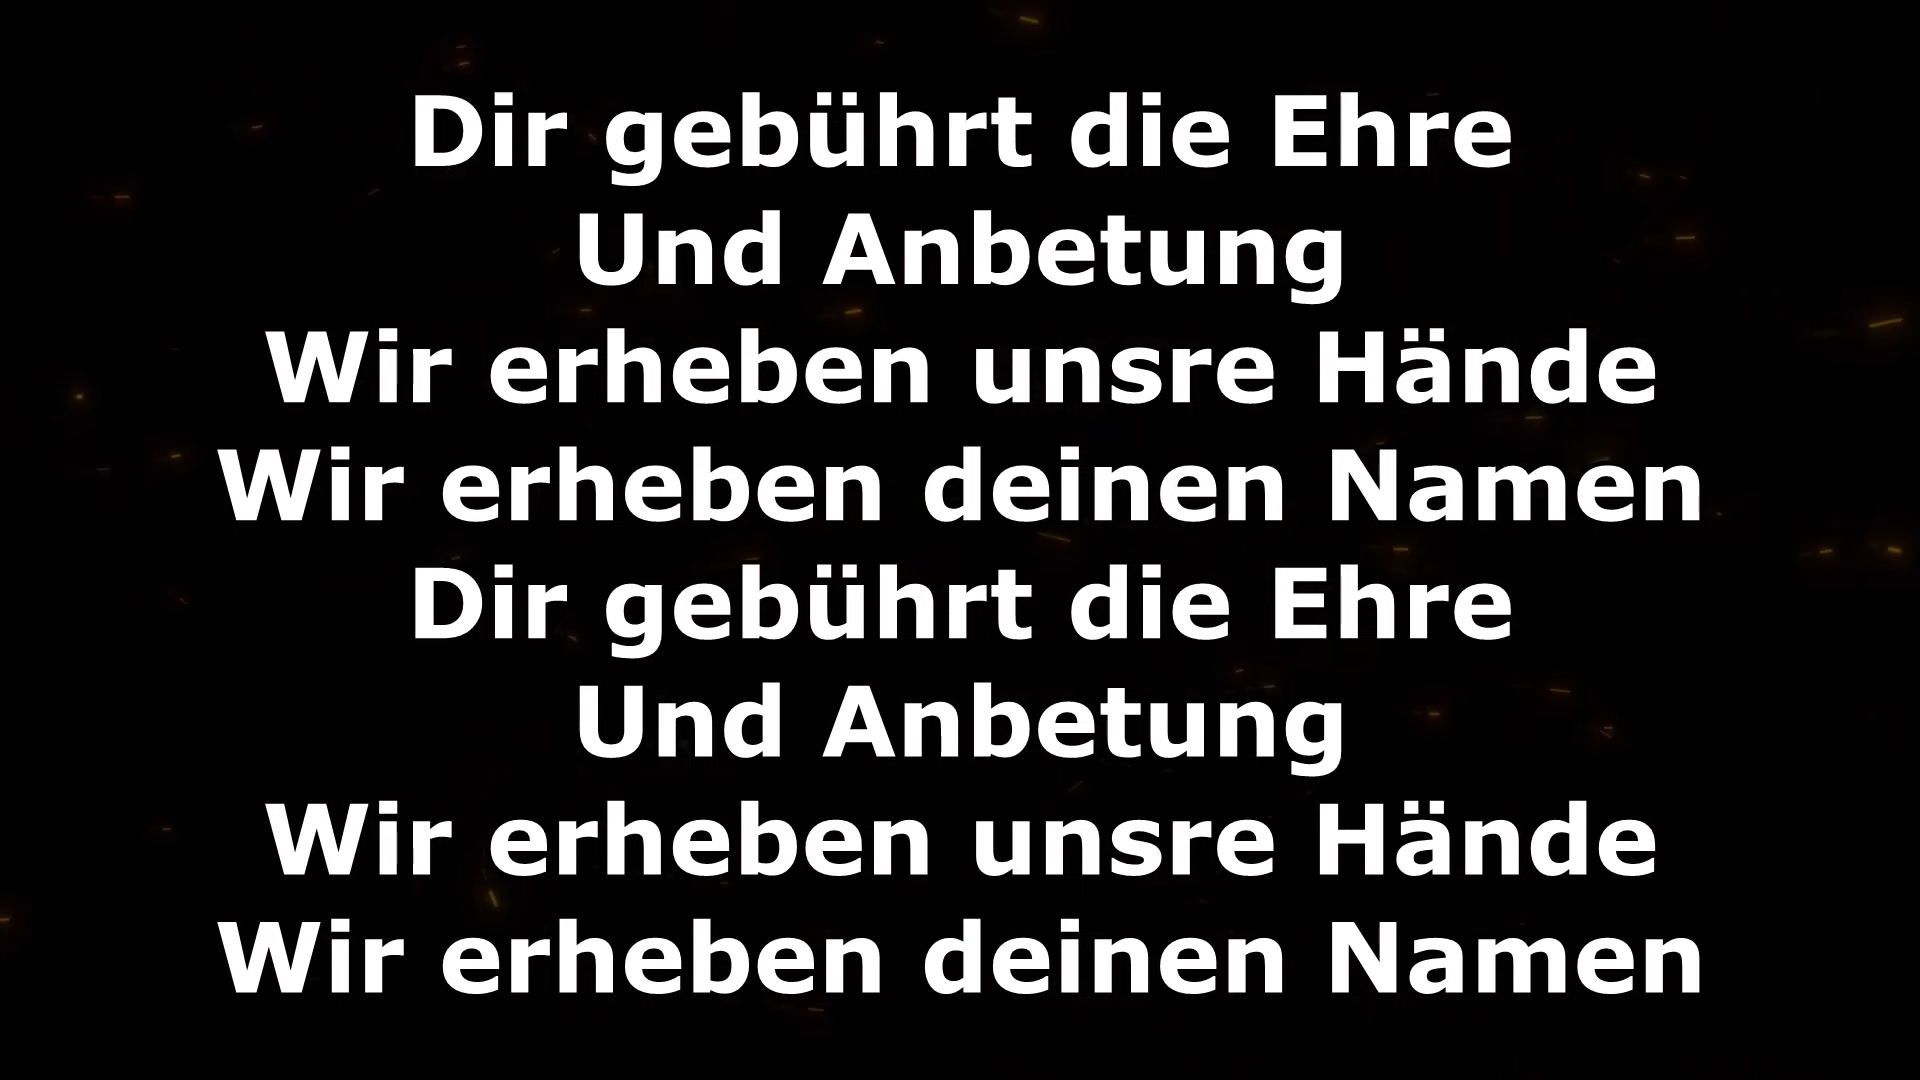 Dir gebührt die Ehre
Und Anbetung
Wir erheben unsre Hände
Wir erheben deinen Namen
Dir gebührt die Ehre
Und Anbetung
Wir erheben unsre Hände
Wir erheben deinen Namen